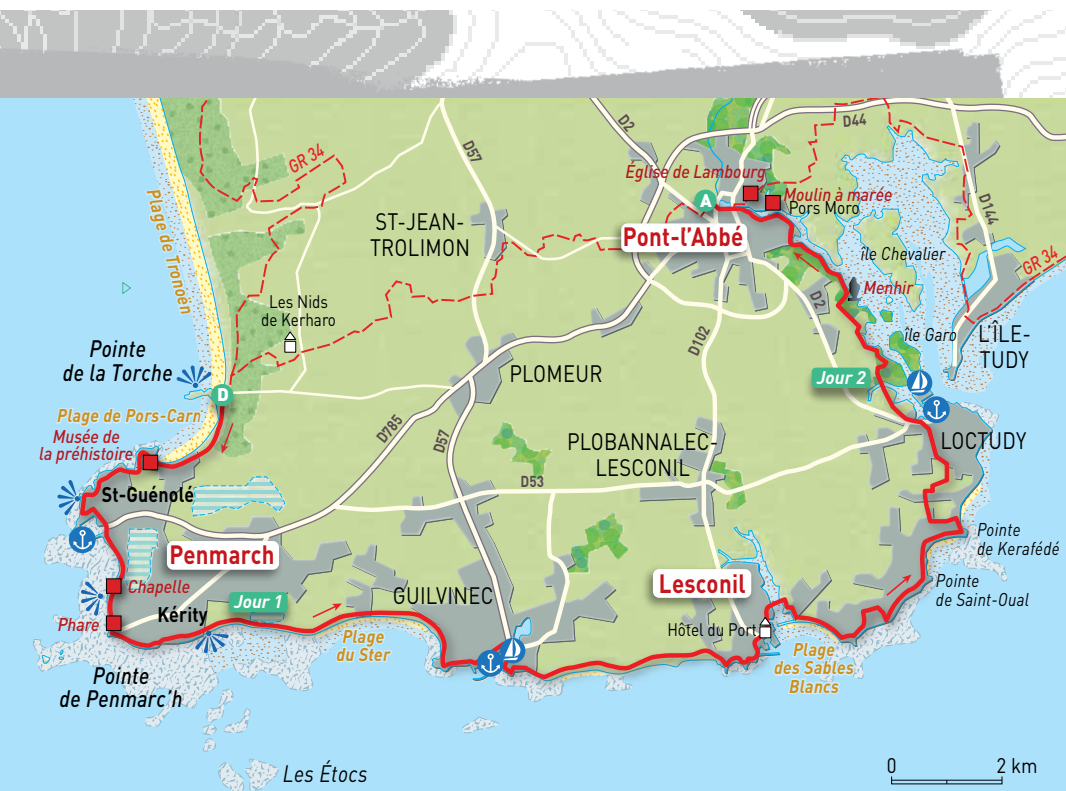 D2
D44
GR 34
D57
Église de Lambourg
Moulin à marée
Pors Moro
A
Plage de Tronoën
ST-JEAN-
TROLIMON
Pont-l'Abbé
D144
île Chevalier
GR 34
Menhir
Les Nids
de Kerharo
D2
île Garo
L'ÎLE-
TUDY
D102
Pointe
de la Torche
PLOMEUR
Jour 2
D
Plage de Pors-Carn
Musée de
la préhistoire
D785
D57
PLOBANNALEC-
LESCONIL
LOCTUDY
St-Guénolé
D53
Pointe
de Kerafédé
Penmarch
Chapelle
Lesconil
Pointe
de Saint-Oual
GUILVINEC
Jour 1
Kérity
Phare
Hôtel du Port
Plage
du Ster
Plage
des Sables
Blancs
Pointe
de Penmarc'h
Les Étocs
0 2 km